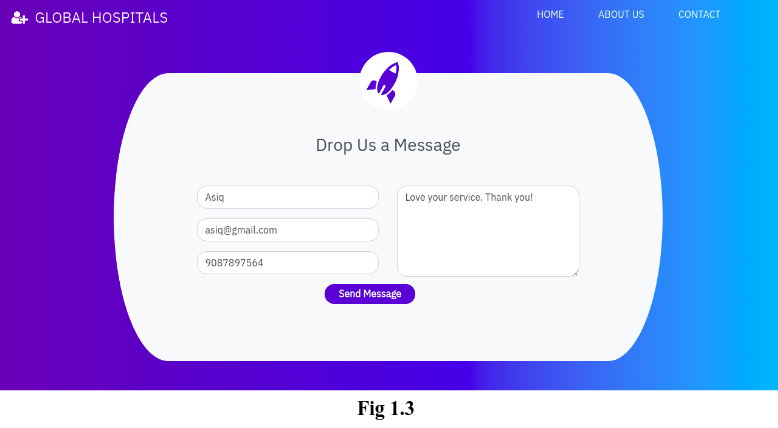 GLOBAL HOSPITALS
HOME ABOUT US CONTACT
Drop Us a Message
Asiq
asiq@gmail.com
9087897564
Love your service. Thank you!
Send Message
Fig 1.3